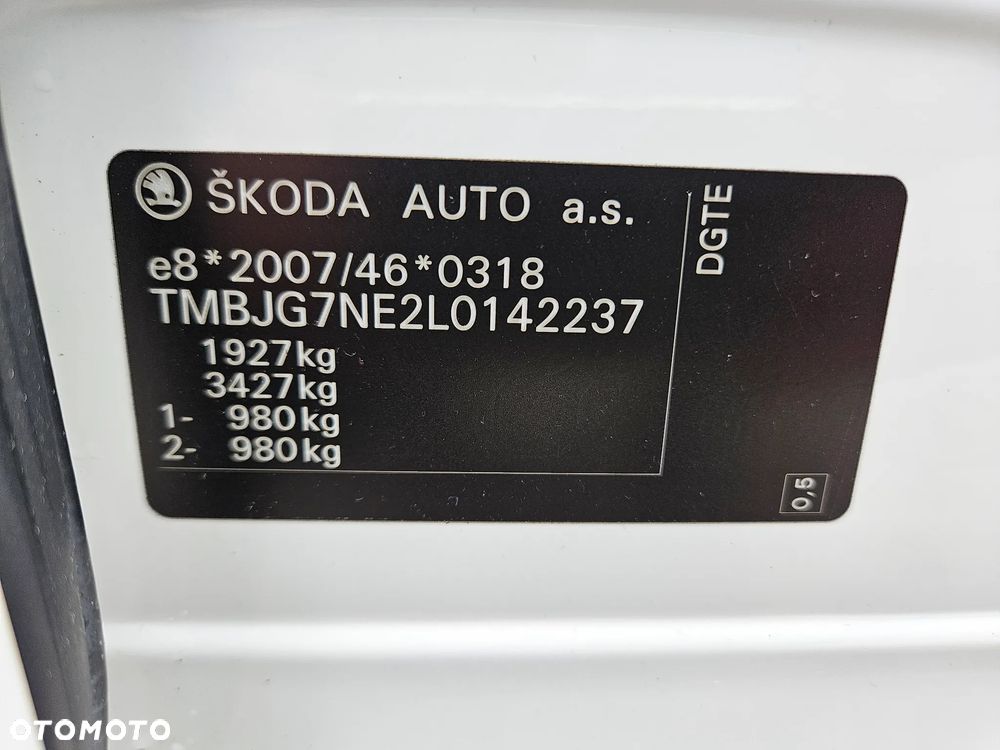 ŠKODA AUTO a.s.
e8*2007/46*0318
TMBJG7NE2L0142237
1927kg
3427kg
1- 980kg
2- 980kg
DGTE
0,5
OTOMOTO